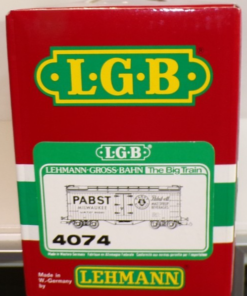 L·G·B
L·G·B
LEHMANN-GROSS-BAHN The Big Train
PABST
MILWAUKEE
4074
Made in
W.-Germany
by
LEHMANN